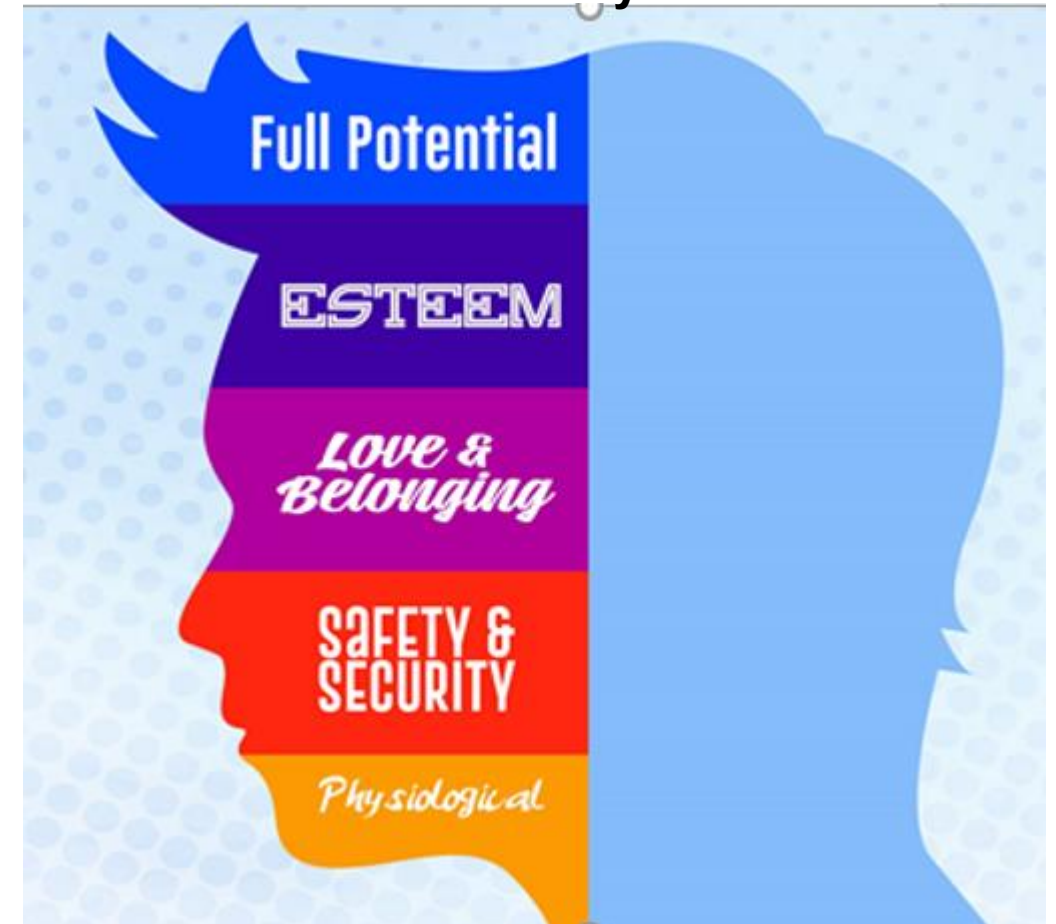 Full Potential
ESTEEM
Love &
Belonging
SaFETY &
SECURITY
Physiological